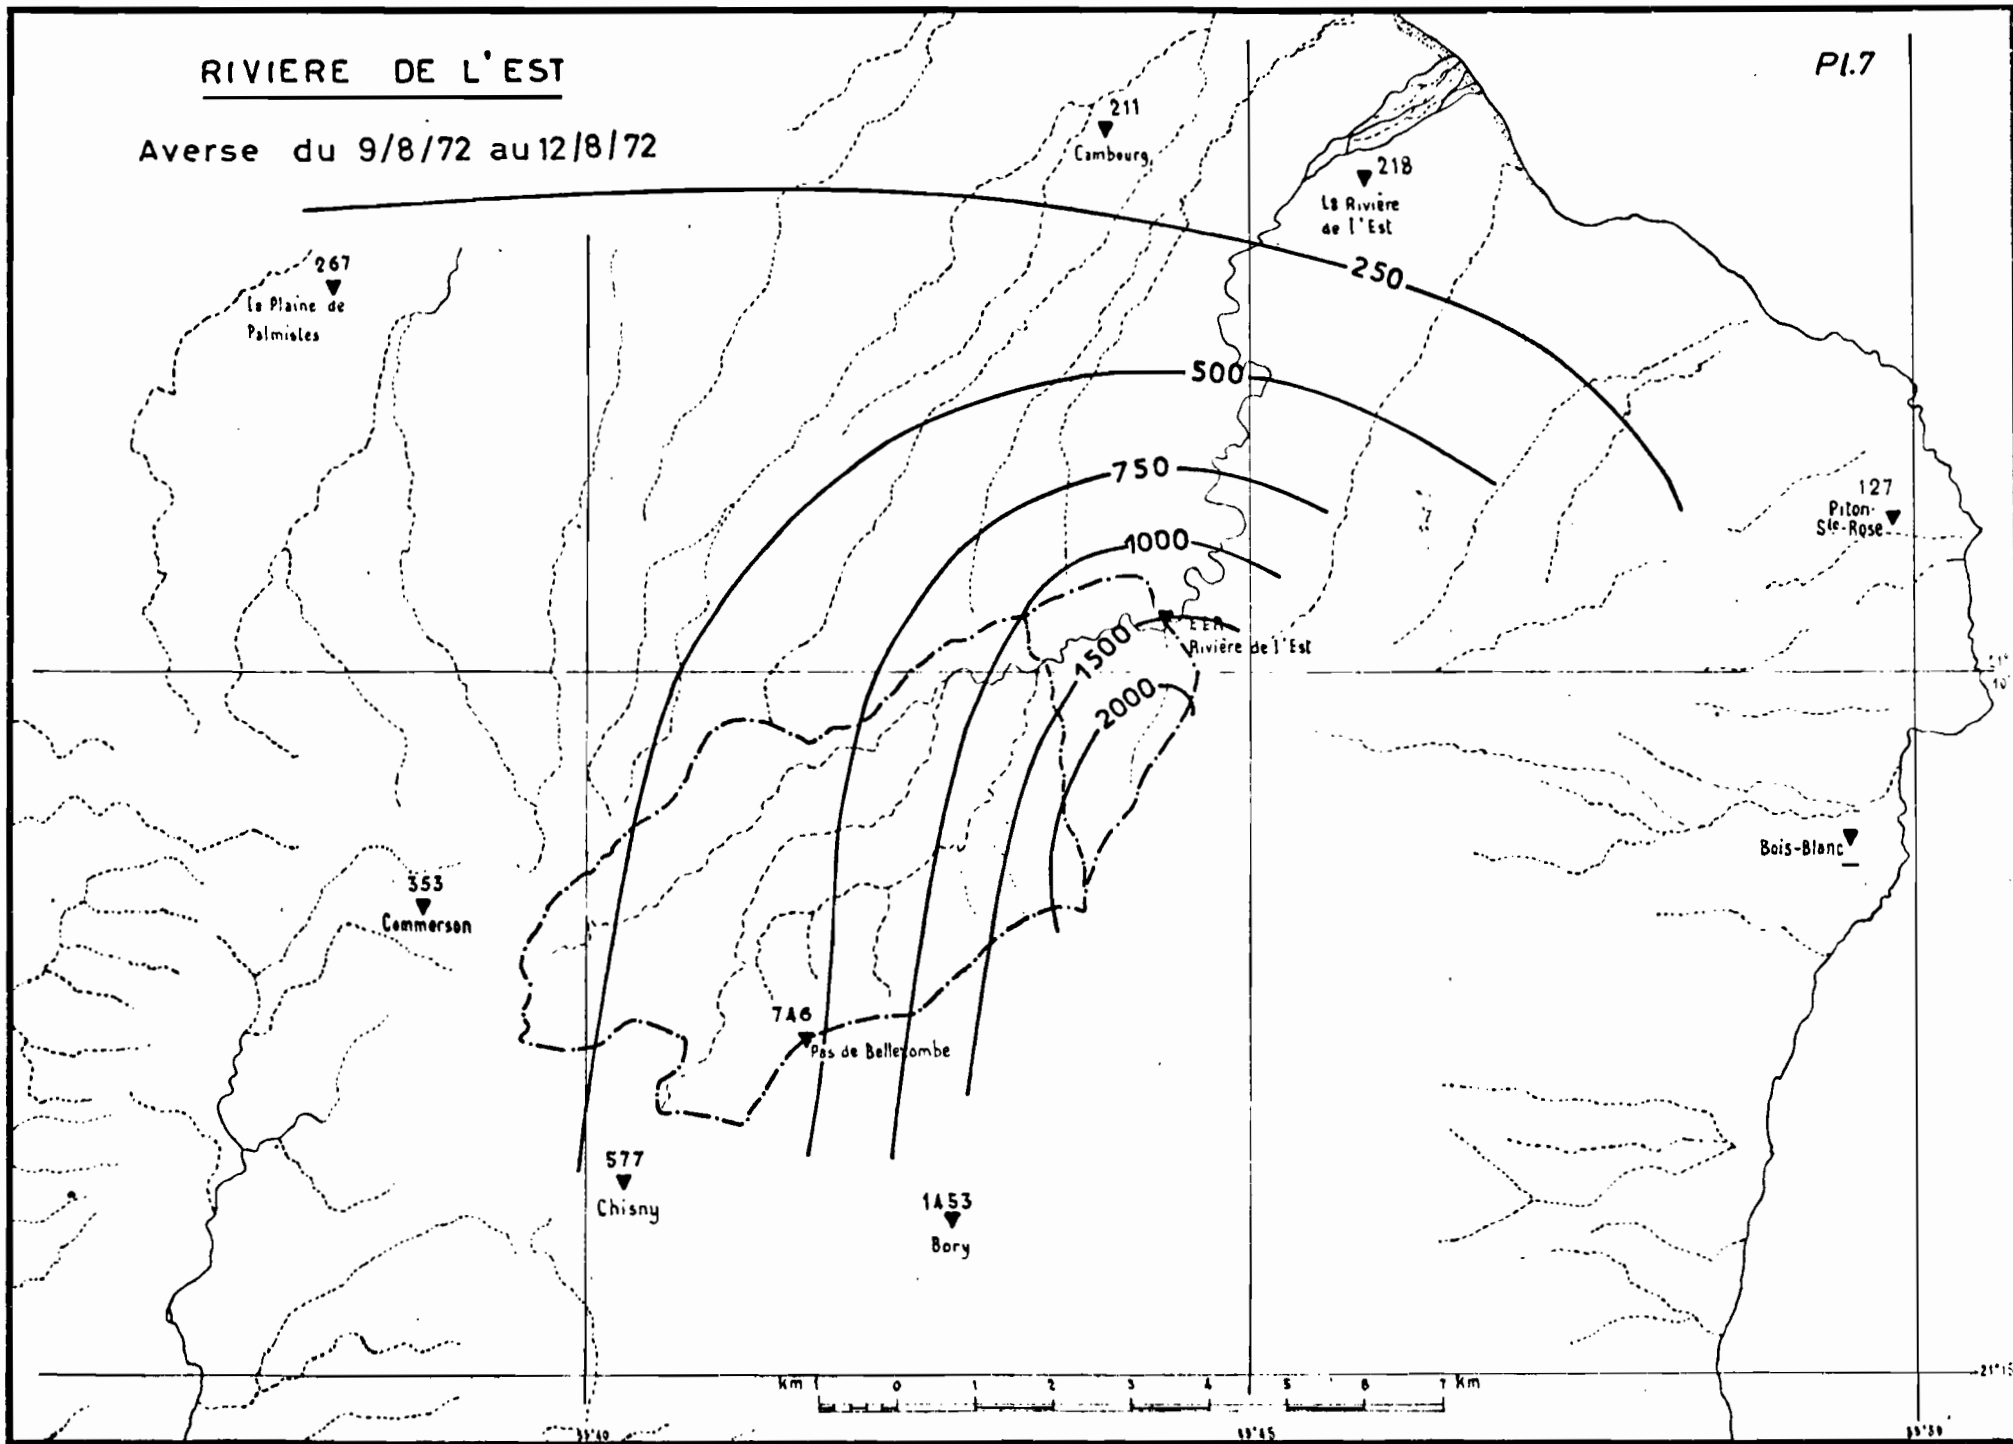 RIVIERE DE L'EST
Pl.7
Averse du 9/8/72 au 12/8/72
211
Cambourg
218
La Rivière
de l'Est
250
267
la Plaine de
Palmistes
500
750
127
Piton-
Ste-Rose
1000
1500
Rivière de l'Est
10'
2000
Bois-Blanc
353
Commerson
746
Pas de Bellecombe
577
Chisny
1453
Bory
21°15
km 1 0 1 2 3 4 5 6 7 km